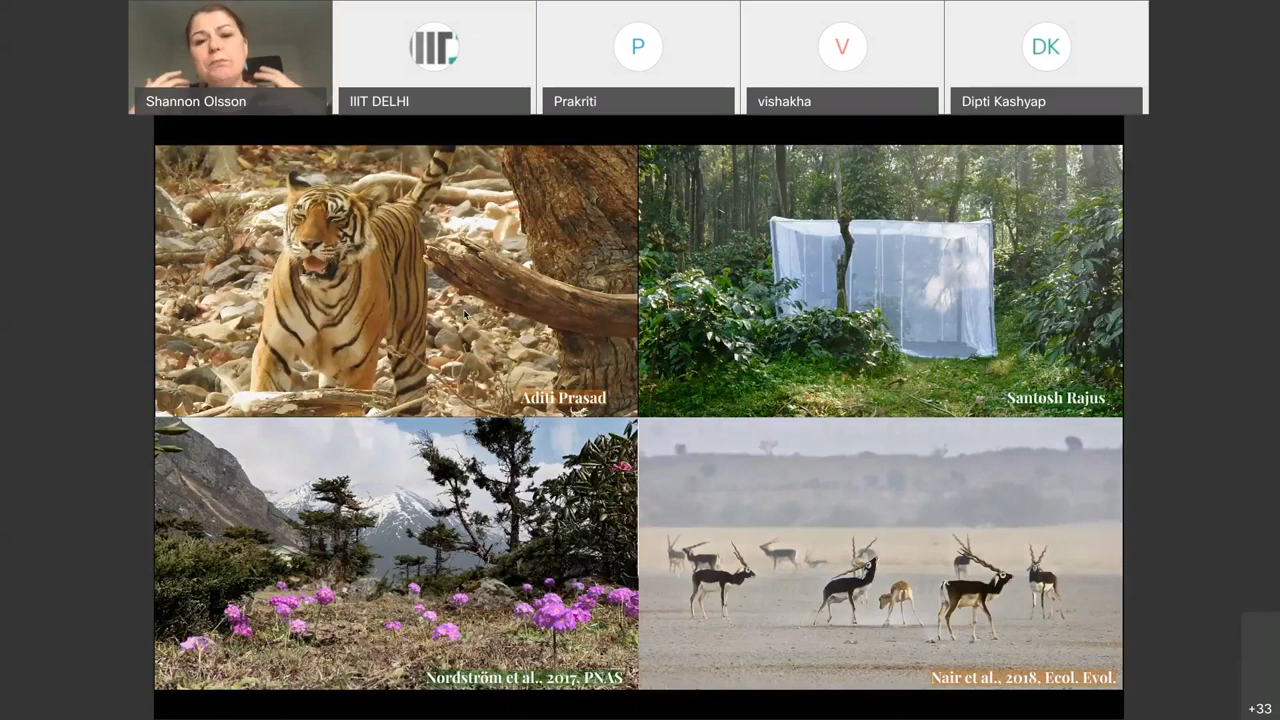 P
V
DK
Shannon Olsson
IIIT DELHI
Prakriti
vishakha
Dipti Kashyap
Aditi Prasad
Santosh Rajus
Nordström et al., 2017, PNAS
Nair et al., 2018, Ecol. Evol.
+33